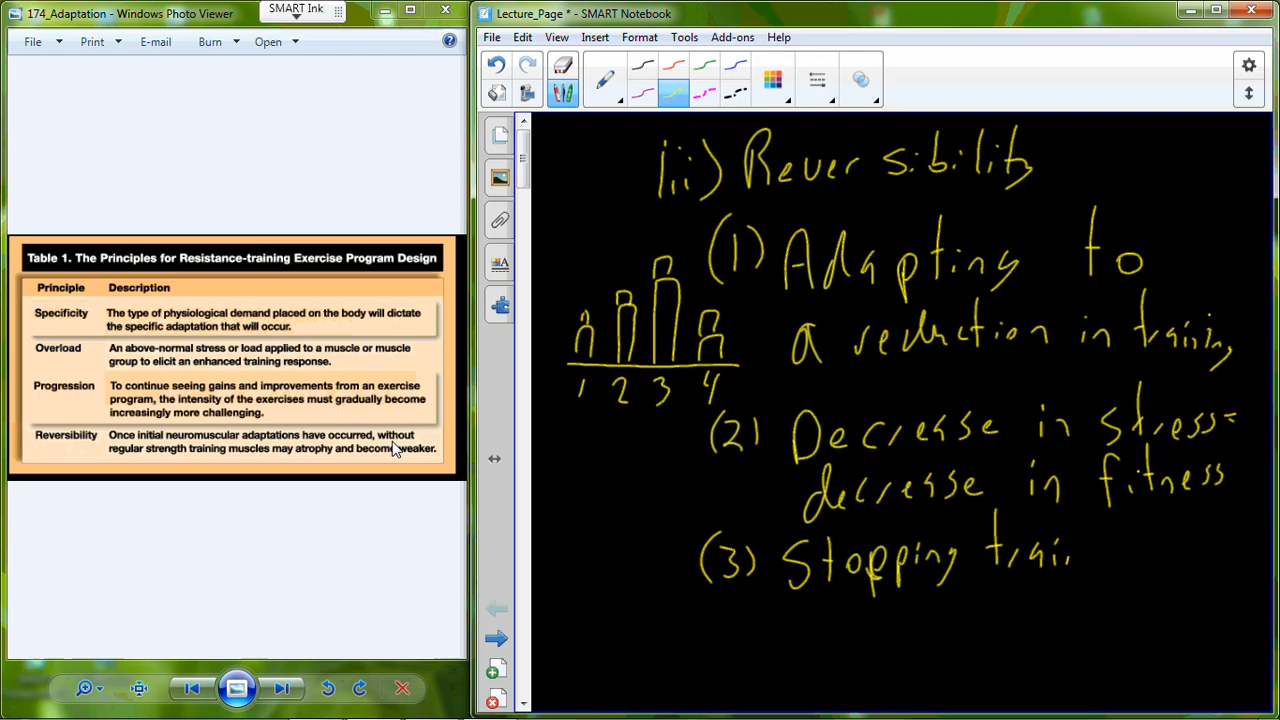 174_Adaptation - Windows Photo Viewer
SMART Ink
File Print E-mail Burn Open
Table 1. The Principles for Resistance-training Exercise Program Design
Principle Description
Specificity The type of physiological demand placed on the body will dictate
the specific adaptation that will occur.
Overload An above-normal stress or load applied to a muscle or muscle
group to elicit an enhanced training response.
Progression To continue seeing gains and improvements from an exercise
program, the intensity of the exercises must gradually become
increasingly more challenging.
Reversibility Once initial neuromuscular adaptations have occurred, without
regular strength training muscles may atrophy and become weaker.
Lecture_Page * - SMART Notebook
File Edit View Insert Format Tools Add-ons Help
iii) Reversibility
(1) Adapting to
a reduction in training
1 2 3 4
(2) Decrease in stress=
decrease in fitness
(3) Stopping trai